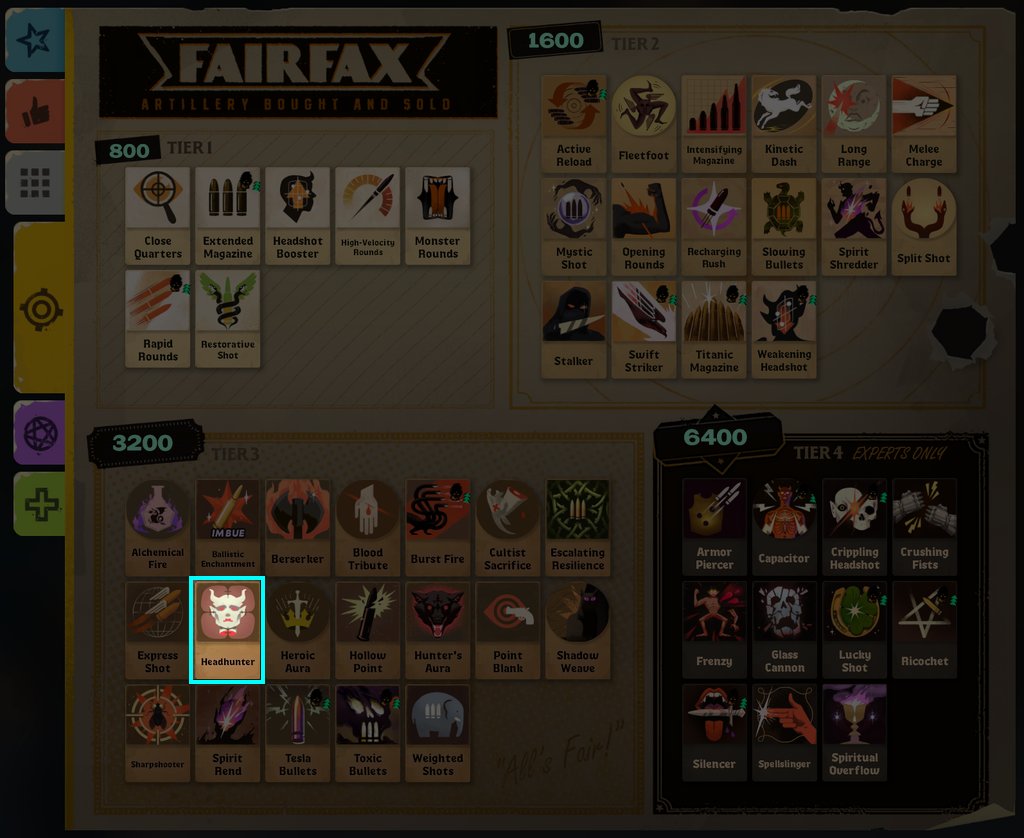 FAIRFAX
ARTILLERY BOUGHT AND SOLD
800 TIER 1
Close Quarters
Extended Magazine
Headshot Booster
High-Velocity Rounds
Monster Rounds
Rapid Rounds
Restorative Shot
1600 TIER 2
Active Reload
Fleetfoot
Intensifying Magazine
Kinetic Dash
Long Range
Melee Charge
Mystic Shot
Opening Rounds
Recharging Rush
Slowing Bullets
Spirit Shredder
Split Shot
Stalker
Swift Striker
Titanic Magazine
Weakening Headshot
3200 TIER 3
Alchemical Fire
IMBUE
Ballistic Enchantment
Berserker
Blood Tribute
Burst Fire
Cultist Sacrifice
Escalating Resilience
Express Shot
Headhunter
Heroic Aura
Hollow Point
Hunter's Aura
Point Blank
Shadow Weave
Sharpshooter
Spirit Rend
Tesla Bullets
Toxic Bullets
Weighted Shots
"All's Fair!"
6400 TIER 4 EXPERTS ONLY
Armor Piercer
Capacitor
Crippling Headshot
Crushing Fists
Frenzy
Glass Cannon
Lucky Shot
Ricochet
Silencer
Spellslinger
Spiritual Overflow